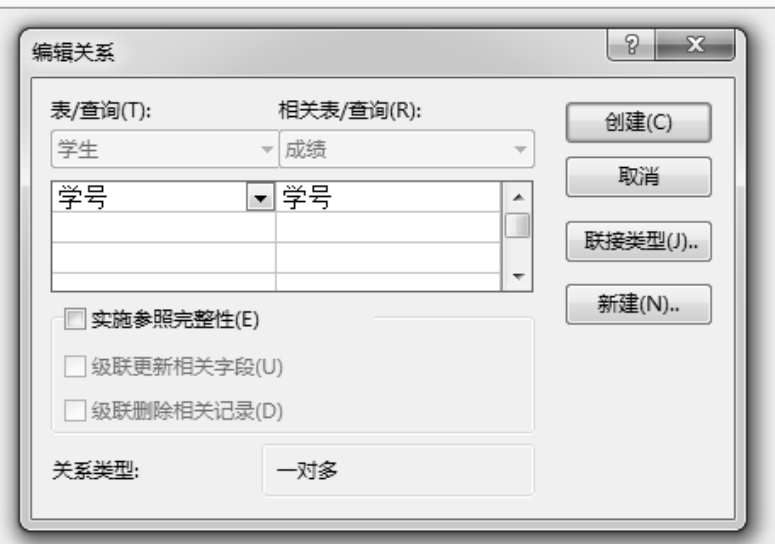 编辑关系
表/查询(T):
相关表/查询(R):
学生
成绩
学号
学号
实施参照完整性(E)
级联更新相关字段(U)
级联删除相关记录(D)
关系类型:
一对多
创建(C)
取消
联接类型(J)..
新建(N)..